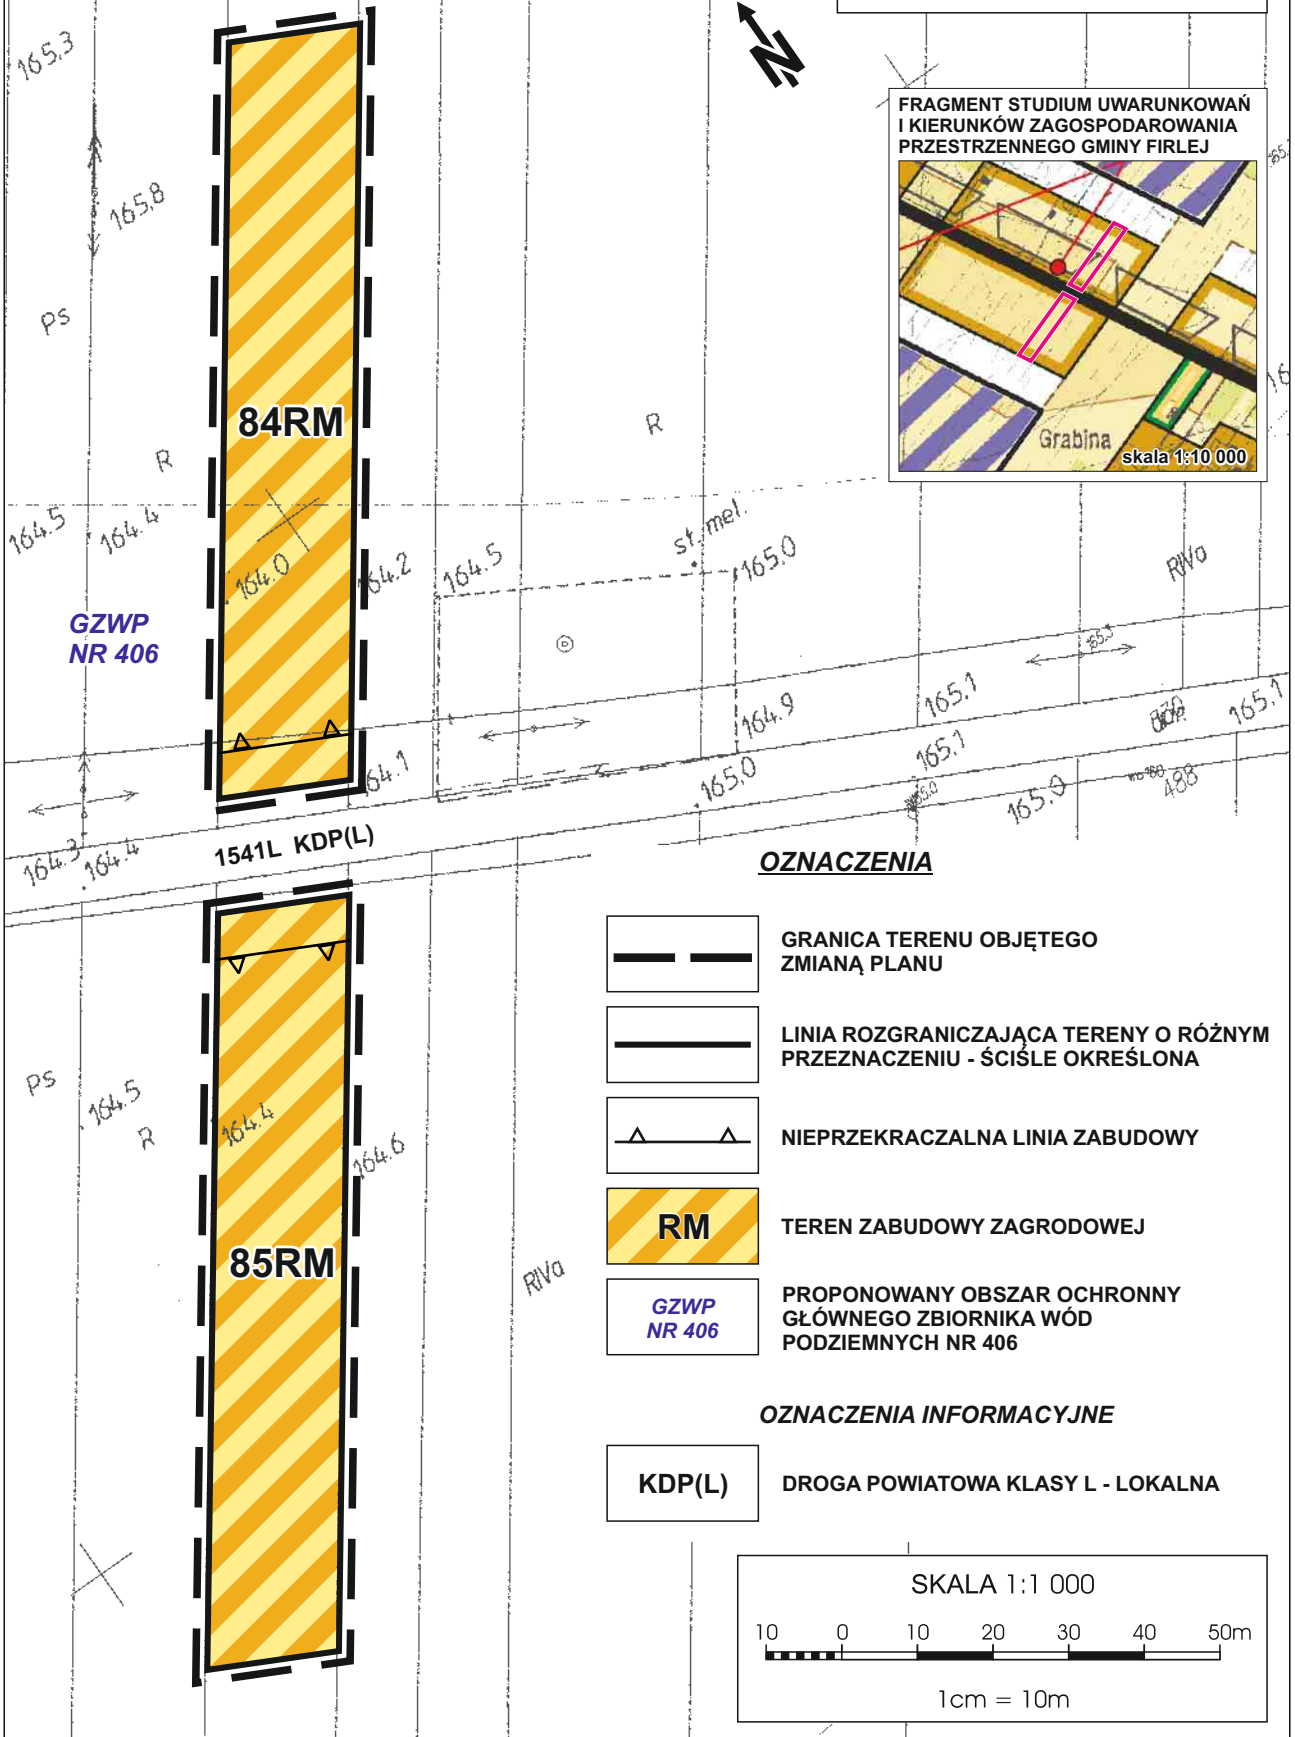 165,3
N
FRAGMENT STUDIUM UWARUNKOWAŃ
I KIERUNKÓW ZAGOSPODAROWANIA
PRZESTRZENNEGO GMINY FIRLEJ
Grabina
skala 1:10 000
165,8
Ps
84RM
R
R
164.5
164.4
164.0
164.2
164.5
st. mel.
165.0
RIVa
GZWP
NR 406
165.1
165.1
164.9
165.1
164.1
165.0
165.0
488
164.3
164.4
1541L KDP(L)
OZNACZENIA
GRANICA TERENU OBJĘTEGO
ZMIANĄ PLANU
LINIA ROZGRANICZAJĄCA TERENY O RÓŻNYM
PRZEZNACZENIU - ŚCIŚLE OKREŚLONA
NIEPRZEKRACZALNA LINIA ZABUDOWY
RM
TEREN ZABUDOWY ZAGRODOWEJ
GZWP
NR 406
PROPONOWANY OBSZAR OCHRONNY
GŁÓWNEGO ZBIORNIKA WÓD
PODZIEMNYCH NR 406
OZNACZENIA INFORMACYJNE
KDP(L)
DROGA POWIATOWA KLASY L - LOKALNA
Ps
164.5
R
164.4
164.6
85RM
RIVa
SKALA 1:1 000
10 0 10 20 30 40 50m
1cm = 10m